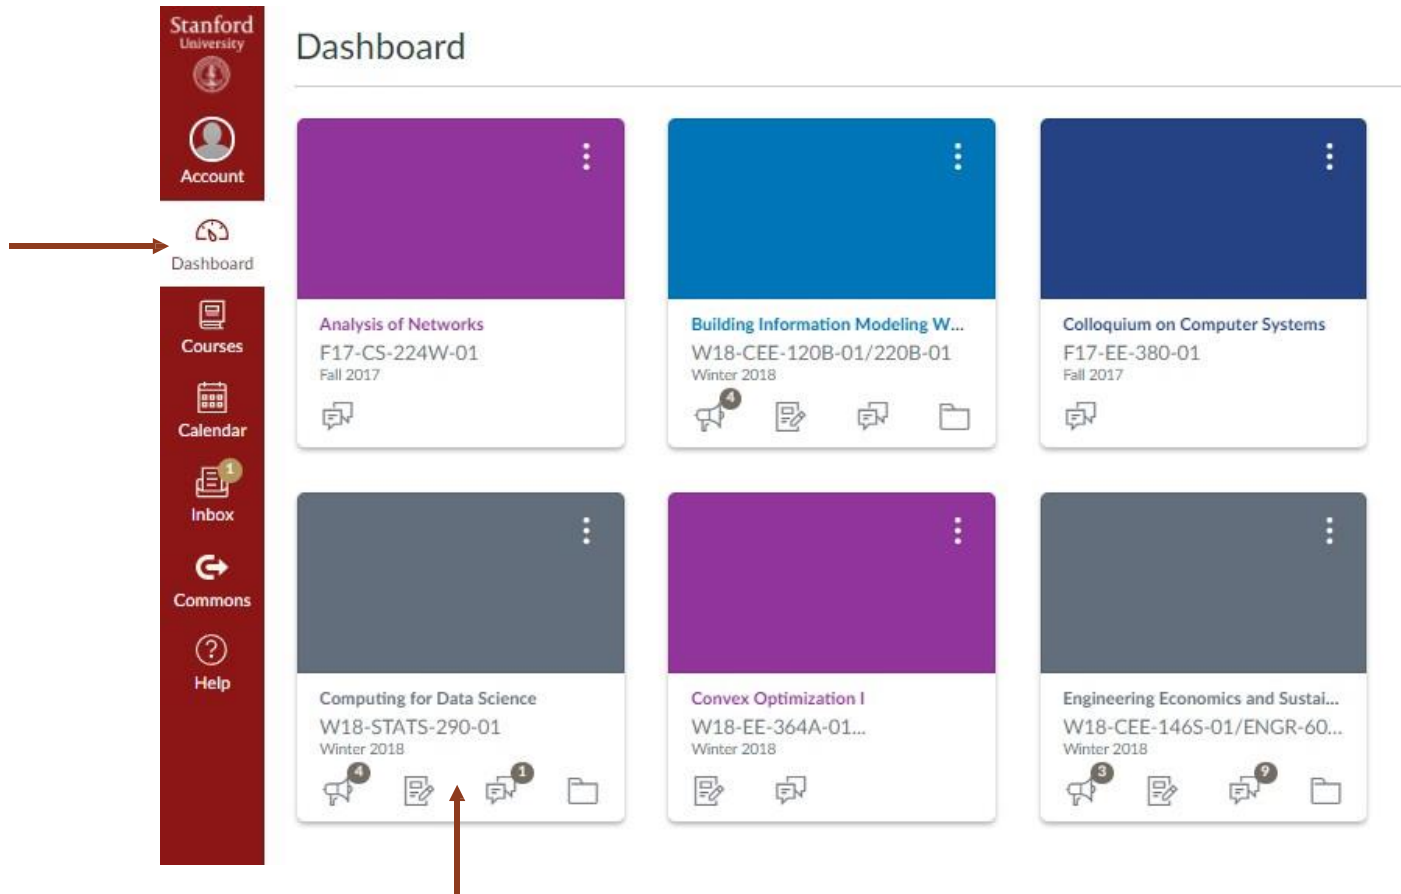 Stanford
University
Dashboard
Account
Dashboard
Courses
Calendar
1
Inbox
Commons
?
Help
Analysis of Networks
F17-CS-224W-01
Fall 2017
Building Information Modeling W...
W18-CEE-120B-01/220B-01
Winter 2018
4
Colloquium on Computer Systems
F17-EE-380-01
Fall 2017
Computing for Data Science
W18-STATS-290-01
Winter 2018
4 1
Convex Optimization I
W18-EE-364A-01...
Winter 2018
Engineering Economics and Sustai...
W18-CEE-146S-01/ENGR-60...
Winter 2018
3 9